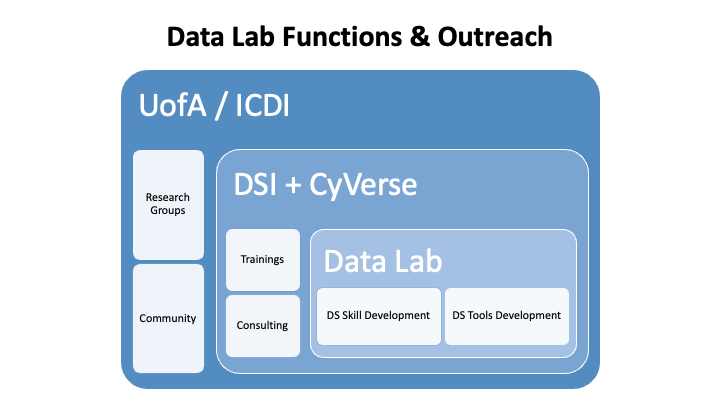 Data Lab Functions & Outreach
UofA / ICDI
Research
Groups
Community
DSI + CyVerse
Trainings
Consulting
Data Lab
DS Skill Development
DS Tools Development